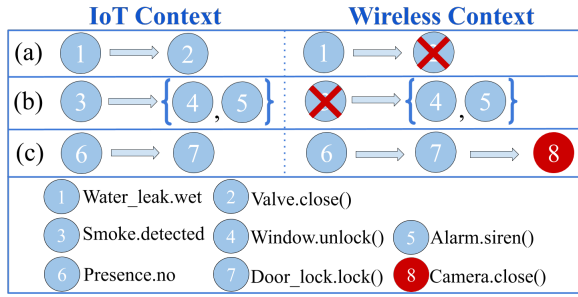 IoT Context Wireless Context
(a) 1 2 1
(b) 3 { 4 , 5 } { 4 , 5 }
(c) 6 7 6 7 8
1 Water_leak.wet 2 Valve.close()
3 Smoke.detected 4 Window.unlock() 5 Alarm.siren()
6 Presence.no 7 Door_lock.lock() 8 Camera.close()